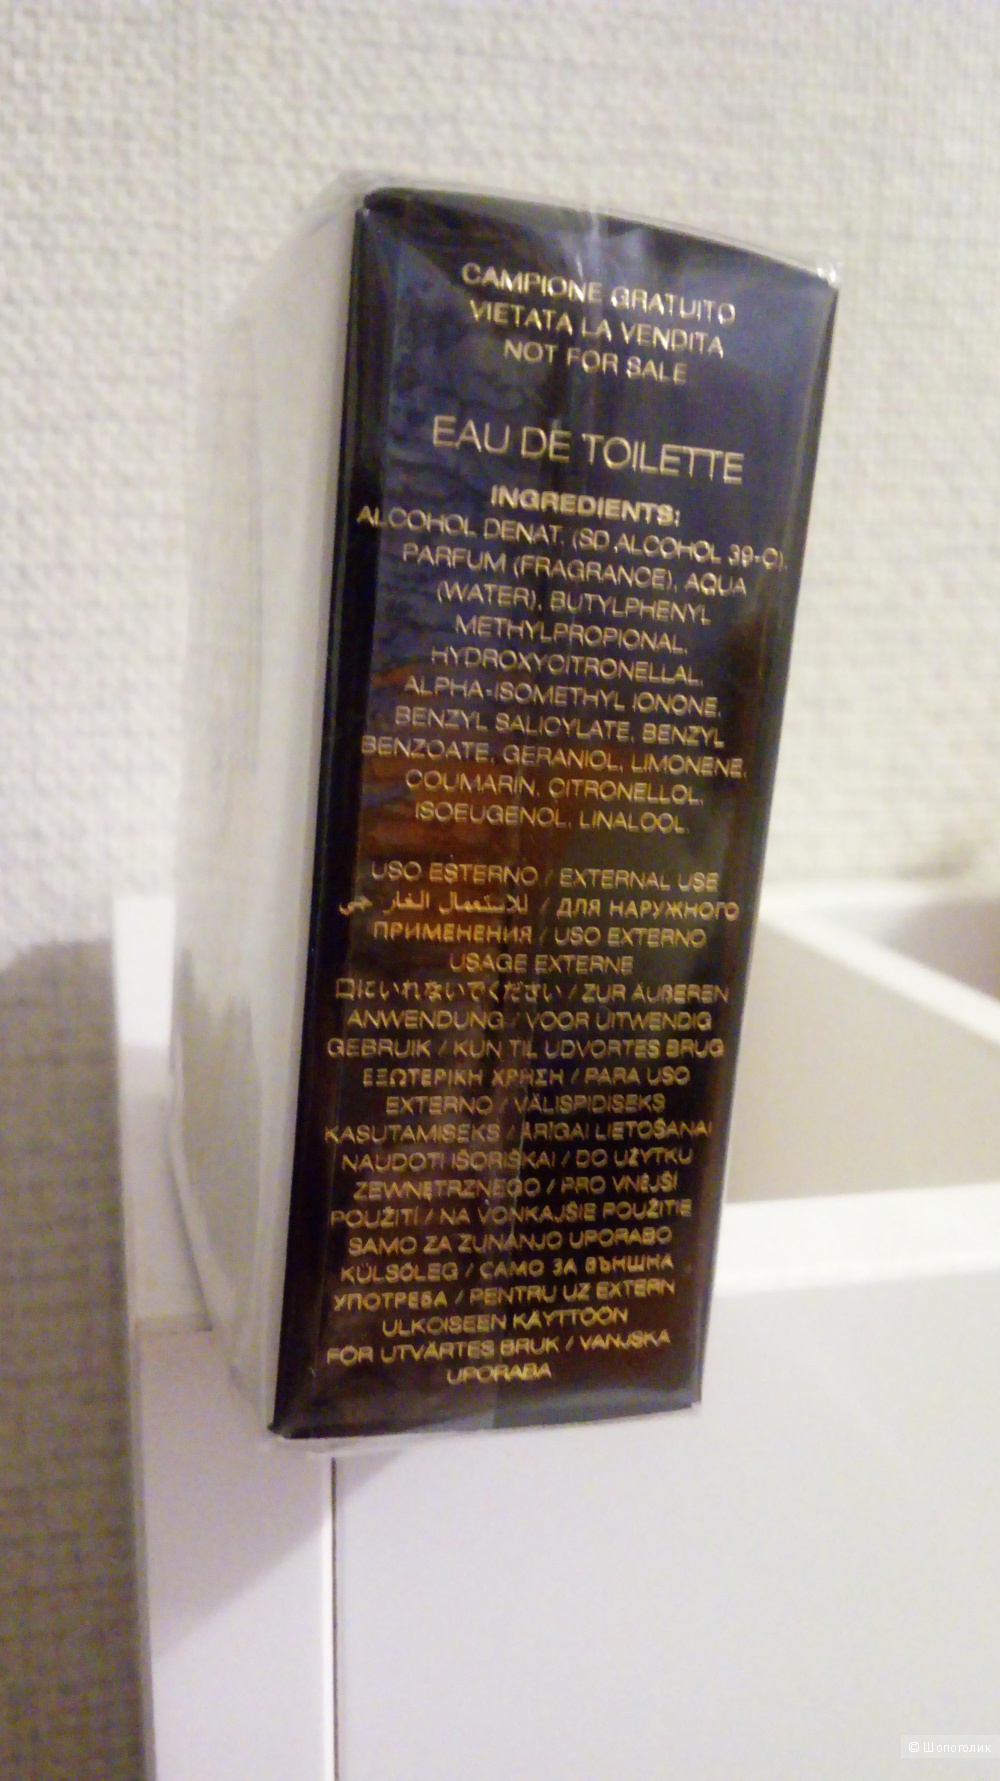 CAMPIONE GRATUITO
VIETATA LA VENDITA
NOT FOR SALE
EAU DE TOILETTE
INGREDIENTS:
ALCOHOL DENAT. (SD ALCOHOL 39-C),
PARFUM (FRAGRANCE), AQUA
(WATER), BUTYLPHENYL
METHYLPROPIONAL,
HYDROXYCITRONELLAL,
ALPHA-ISOMETHYL IONONE,
BENZYL SALICYLATE, BENZYL
BENZOATE, GERANIOL, LIMONENE,
COUMARIN, CITRONELLOL,
ISOEUGENOL, LINALOOL.
USO ESTERNO / EXTERNAL USE
للاستعمال الخارجي / ДЛЯ НАРУЖНОГО
ПРИМЕНЕНИЯ / USO EXTERNO
USAGE EXTERNE
口にいれないでください / ZUR ÄUßEREN
ANWENDUNG / VOOR UITWENDIG
GEBRUIK / KUN TIL UDVORTES BRUG
ΕΞΩΤΕΡΙΚΗ ΧΡΗΣΗ / PARA USO
EXTERNO / VÄLISPIDISEKS
KASUTAMISEKS / ĀRĪGAI LIETOŠANAI
NAUDOTI IŠORIŠKAI / DO UŻYTKU
ZEWNĘTRZNEGO / PRO VNĚJŠÍ
POUŽITÍ / NA VONKAJŠIE POUŽITIE
SAMO ZA ZUNANJO UPORABO
KÜLSŐLEG / САМО ЗА ВЪНШНА
УПОТРЕБА / PENTRU UZ EXTERN
ULKOISEEN KÄYTTÖÖN
FÖR UTVÄRTES BRUK / VANJSKA
UPORABA
© Шопоголик